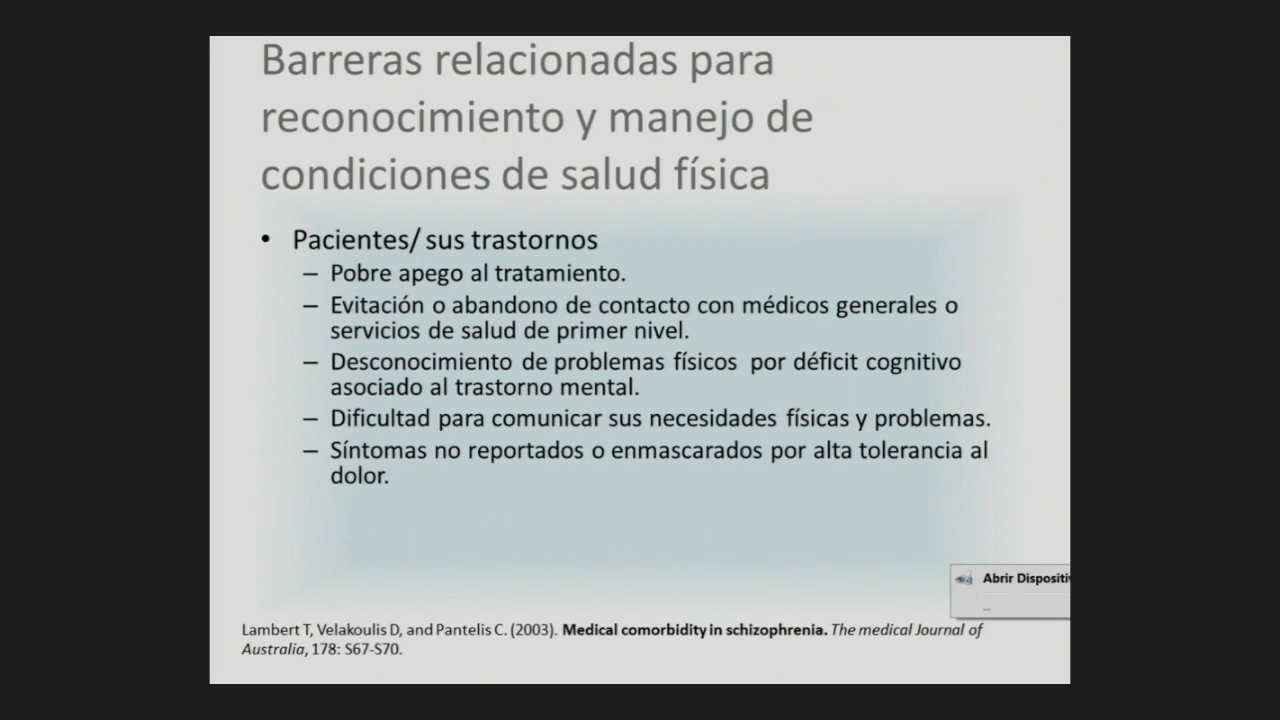 Barreras relacionadas para
reconocimiento y manejo de
condiciones de salud física
• Pacientes/ sus trastornos
– Pobre apego al tratamiento.
– Evitación o abandono de contacto con médicos generales o
servicios de salud de primer nivel.
– Desconocimiento de problemas físicos por déficit cognitivo
asociado al trastorno mental.
– Dificultad para comunicar sus necesidades físicas y problemas.
– Síntomas no reportados o enmascarados por alta tolerancia al
dolor.
Abrir Dispositi
...
Lambert T, Velakoulis D, and Pantelis C. (2003). Medical comorbidity in schizophrenia. The medical Journal of
Australia, 178: S67-S70.